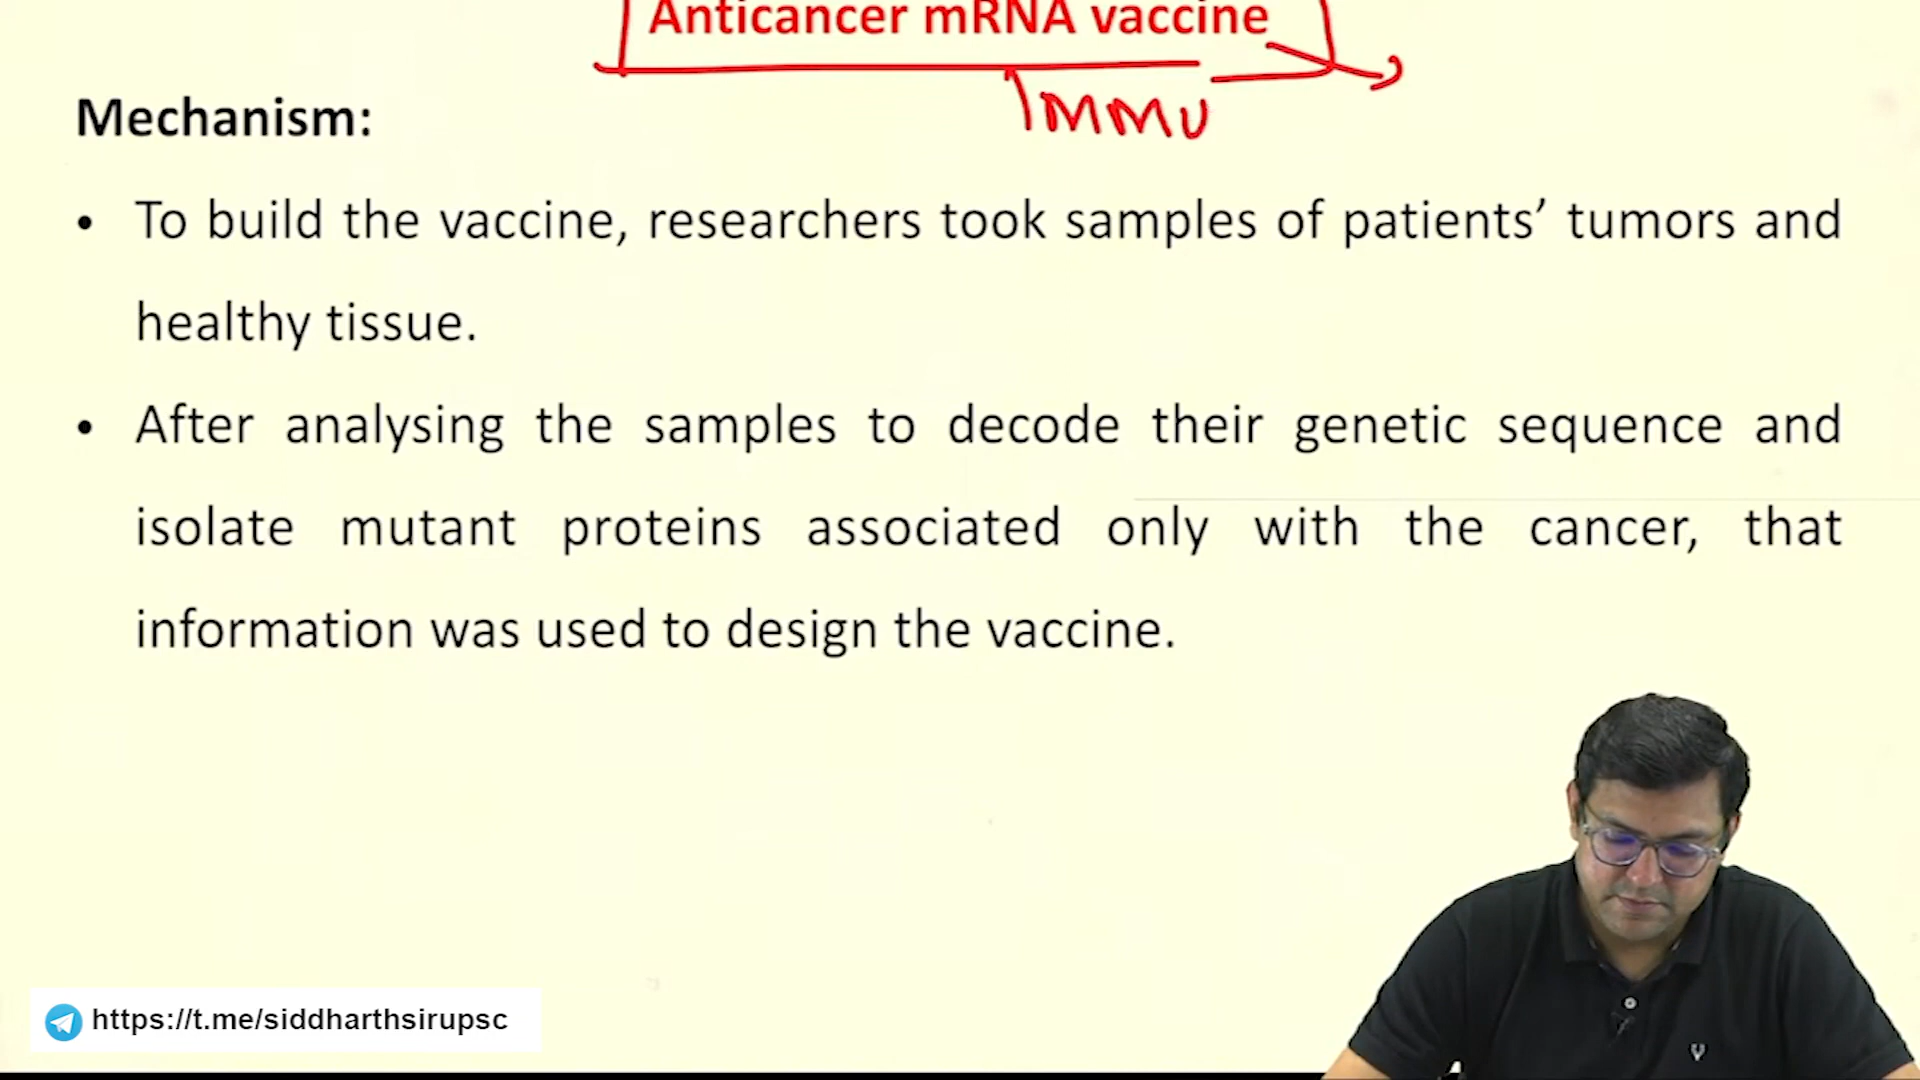 Anticancer mRNA vaccine
IMMU
Mechanism:
• To build the vaccine, researchers took samples of patients’ tumors and
healthy tissue.
• After analysing the samples to decode their genetic sequence and
isolate mutant proteins associated only with the cancer, that
information was used to design the vaccine.
https://t.me/siddharthsirupsc